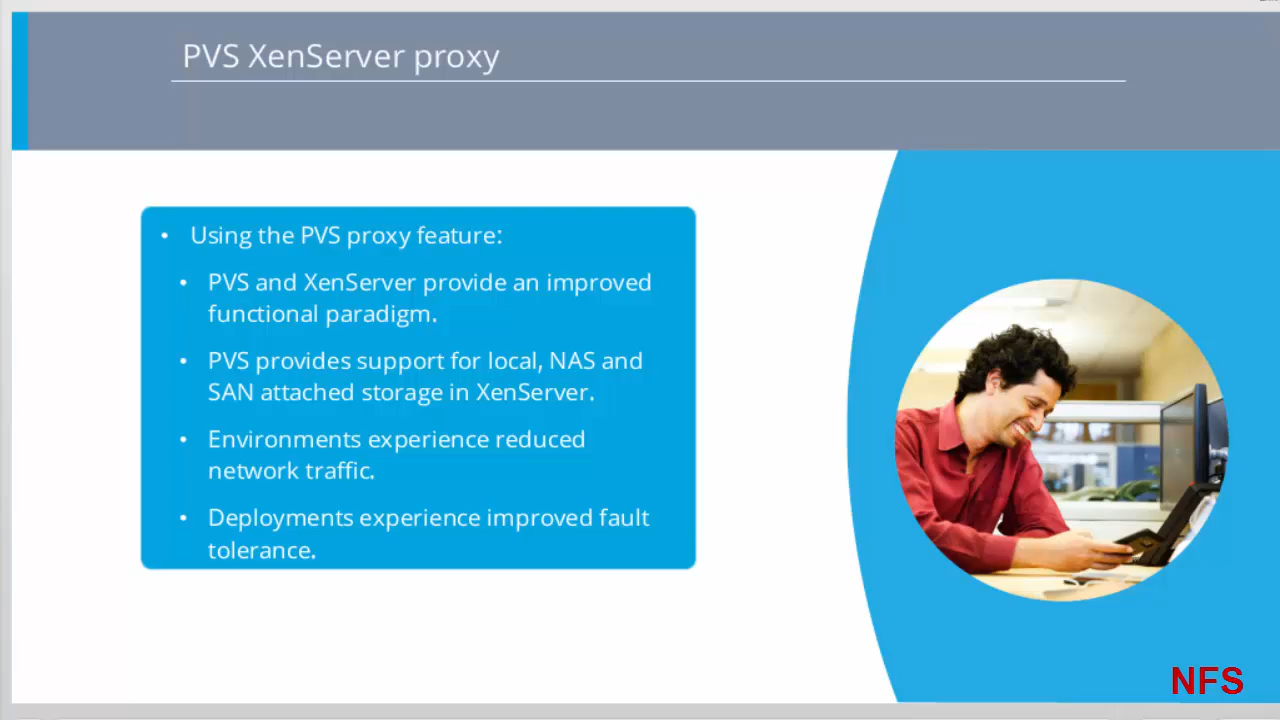 PVS XenServer proxy
• Using the PVS proxy feature:
• PVS and XenServer provide an improved
functional paradigm.
• PVS provides support for local, NAS and
SAN attached storage in XenServer.
• Environments experience reduced
network traffic.
• Deployments experience improved fault
tolerance.
NFS